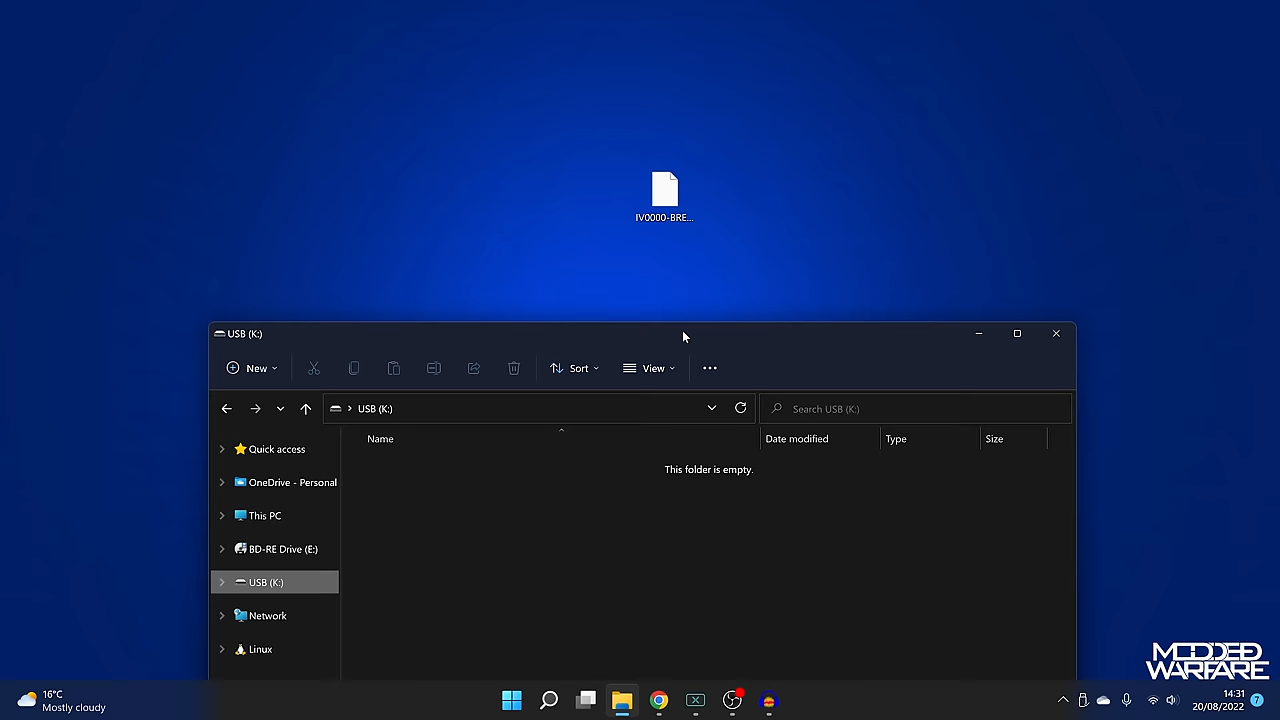 IV0000-BRE...
USB (K:)
New
Sort
View
USB (K:)
Search USB (K:)
Name
Date modified
Type
Size
This folder is empty.
Quick access
OneDrive - Personal
This PC
BD-RE Drive (E:)
USB (K:)
Network
Linux
MODDED
WARFARE
16°C
Mostly cloudy
14:31
20/08/2022
7